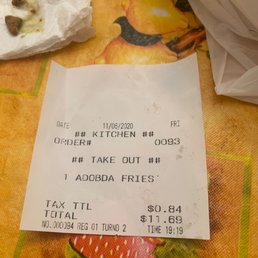 DATE 11/06/2020 FRI
## KITCHEN ##
ORDER# 0093
## TAKE OUT ##
1 ADOBDA FRIES
TAX TTL $0.84
TOTAL $11.69
NO.000094 REG 01 TURNO 2 TIME 19:19